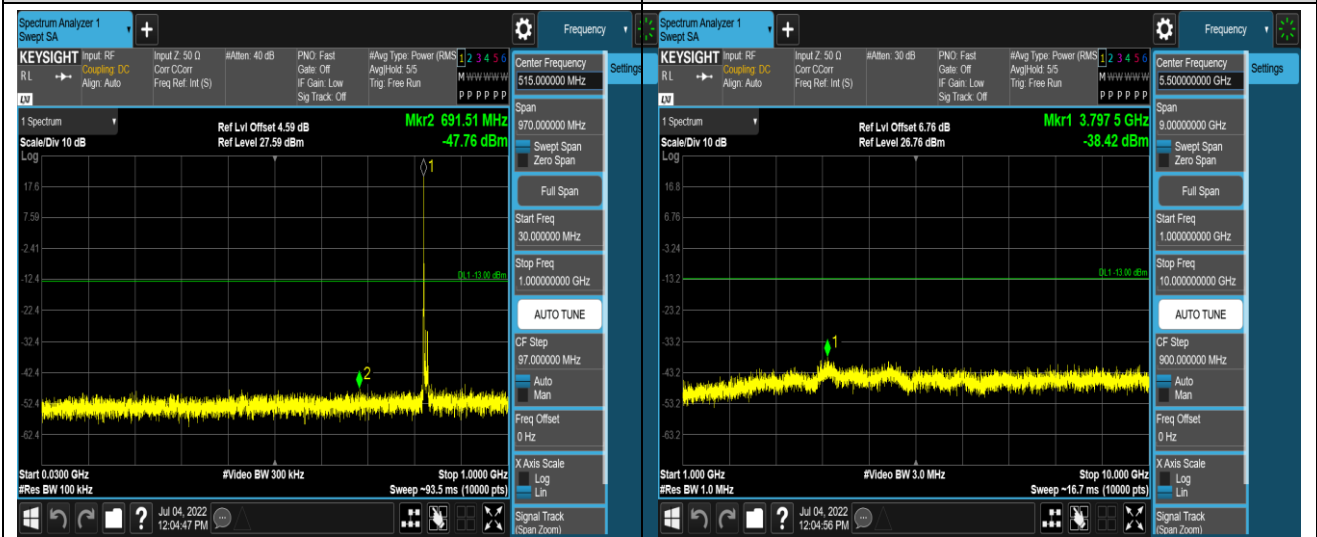 Spectrum Analyzer 1
Swept SA
+
Frequency
KEYSIGHT
RL
LXI
Input: RF
Coupling: DC
Align: Auto
Input Z: 50 Ω
Corr CCorr
Freq Ref: Int (S)
#Atten: 40 dB
PNO: Fast
Gate: Off
IF Gain: Low
Sig Track: Off
#Avg Type: Power (RMS
Avg|Hold: 5/5
Trig: Free Run
1 2 3 4 5 6
M W W W W W
P P P P P P
Center Frequency
515.000000 MHz
Settings
Span
970.000000 MHz
Swept Span
Zero Span
Full Span
Start Freq
30.000000 MHz
Stop Freq
1.000000000 GHz
AUTO TUNE
CF Step
97.000000 MHz
Auto
Man
Freq Offset
0 Hz
X Axis Scale
Log
Lin
Signal Track
(Span Zoom)
1 Spectrum
Scale/Div 10 dB
Log
Ref Lvl Offset 4.59 dB
Ref Level 27.59 dBm
Mkr2 691.51 MHz
-47.76 dBm
1
17.6
7.59
-2.41
DL1 -13.00 dBm
-12.4
-22.4
-32.4
-42.4
2
-52.4
-62.4
Start 0.0300 GHz
#Video BW 300 kHz
Stop 1.0000 GHz
#Res BW 100 kHz
Sweep ~93.5 ms (10000 pts)
?
Jul 04, 2022
12:04:47 PM
Spectrum Analyzer 1
Swept SA
+
Frequency
KEYSIGHT
RL
LXI
Input: RF
Coupling: DC
Align: Auto
Input Z: 50 Ω
Corr CCorr
Freq Ref: Int (S)
#Atten: 30 dB
PNO: Fast
Gate: Off
IF Gain: Low
Sig Track: Off
#Avg Type: Power (RMS
Avg|Hold: 5/5
Trig: Free Run
1 2 3 4 5 6
M W W W W W
P P P P P P
Center Frequency
5.500000000 GHz
Settings
Span
9.00000000 GHz
Swept Span
Zero Span
Full Span
Start Freq
1.000000000 GHz
Stop Freq
10.000000000 GHz
AUTO TUNE
CF Step
900.000000 MHz
Auto
Man
Freq Offset
0 Hz
X Axis Scale
Log
Lin
Signal Track
(Span Zoom)
1 Spectrum
Scale/Div 10 dB
Log
Ref Lvl Offset 6.76 dB
Ref Level 26.76 dBm
Mkr1 3.797 5 GHz
-38.42 dBm
16.8
6.76
-3.24
DL1 -13.00 dBm
-13.2
-23.2
-33.2
1
-43.2
-53.2
-63.2
Start 1.000 GHz
#Video BW 3.0 MHz
Stop 10.000 GHz
#Res BW 1.0 MHz
Sweep ~16.7 ms (10000 pts)
?
Jul 04, 2022
12:04:56 PM